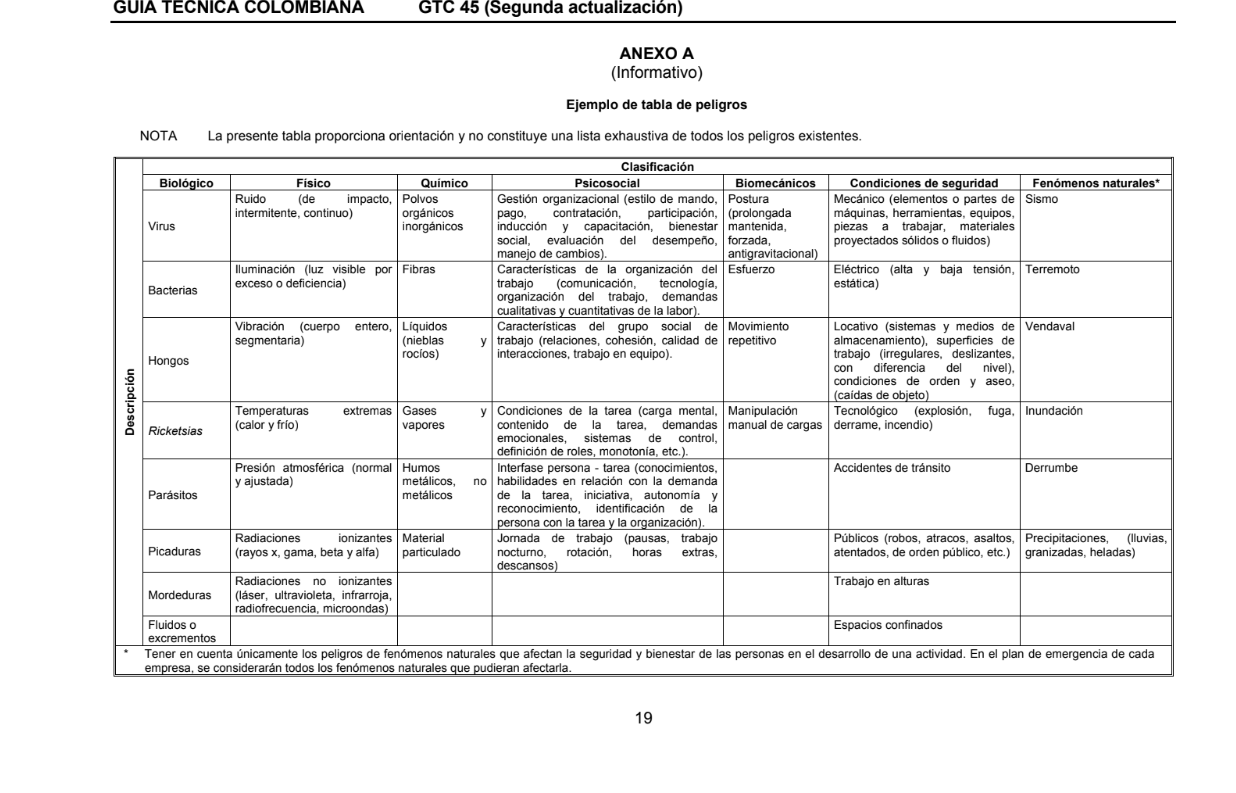 GUÍA TÉCNICA COLOMBIANA GTC 45 (Segunda actualización)
ANEXO A
(Informativo)
Ejemplo de tabla de peligros
NOTA La presente tabla proporciona orientación y no constituye una lista exhaustiva de todos los peligros existentes.
Descripción
Clasificación
Biológico
Físico
Químico
Psicosocial
Biomecánicos
Condiciones de seguridad
Fenómenos naturales*
Virus
Ruido (de impacto,
intermitente, continuo)
Polvos
orgánicos
inorgánicos
Gestión organizacional (estilo de mando,
pago, contratación, participación,
inducción y capacitación, bienestar
social, evaluación del desempeño,
manejo de cambios).
Postura
(prolongada
mantenida,
forzada,
antigravitacional)
Mecánico (elementos o partes de
máquinas, herramientas, equipos,
piezas a trabajar, materiales
proyectados sólidos o fluidos)
Sismo
Bacterias
Iluminación (luz visible por
exceso o deficiencia)
Fibras
Características de la organización del
trabajo (comunicación, tecnología,
organización del trabajo, demandas
cualitativas y cuantitativas de la labor).
Esfuerzo
Eléctrico (alta y baja tensión,
estática)
Terremoto
Hongos
Vibración (cuerpo entero,
segmentaria)
Líquidos
(nieblas y
rocíos)
Características del grupo social de
trabajo (relaciones, cohesión, calidad de
interacciones, trabajo en equipo).
Movimiento
repetitivo
Locativo (sistemas y medios de
almacenamiento), superficies de
trabajo (irregulares, deslizantes,
con diferencia del nivel),
condiciones de orden y aseo,
(caídas de objeto)
Vendaval
Ricketsias
Temperaturas extremas
(calor y frío)
Gases y
vapores
Condiciones de la tarea (carga mental,
contenido de la tarea, demandas
emocionales, sistemas de control,
definición de roles, monotonía, etc.).
Manipulación
manual de cargas
Tecnológico (explosión, fuga,
derrame, incendio)
Inundación
Parásitos
Presión atmosférica (normal
y ajustada)
Humos
metálicos, no
metálicos
Interfase persona - tarea (conocimientos,
habilidades en relación con la demanda
de la tarea, iniciativa, autonomía y
reconocimiento, identificación de la
persona con la tarea y la organización).
Accidentes de tránsito
Derrumbe
Picaduras
Radiaciones ionizantes
(rayos x, gama, beta y alfa)
Material
particulado
Jornada de trabajo (pausas, trabajo
nocturno, rotación, horas extras,
descansos)
Públicos (robos, atracos, asaltos,
atentados, de orden público, etc.)
Precipitaciones, (lluvias,
granizadas, heladas)
Mordeduras
Radiaciones no ionizantes
(láser, ultravioleta, infrarroja,
radiofrecuencia, microondas)
Trabajo en alturas
Fluidos o
excrementos
Espacios confinados
* Tener en cuenta únicamente los peligros de fenómenos naturales que afectan la seguridad y bienestar de las personas en el desarrollo de una actividad. En el plan de emergencia de cada
empresa, se considerarán todos los fenómenos naturales que pudieran afectarla.
19